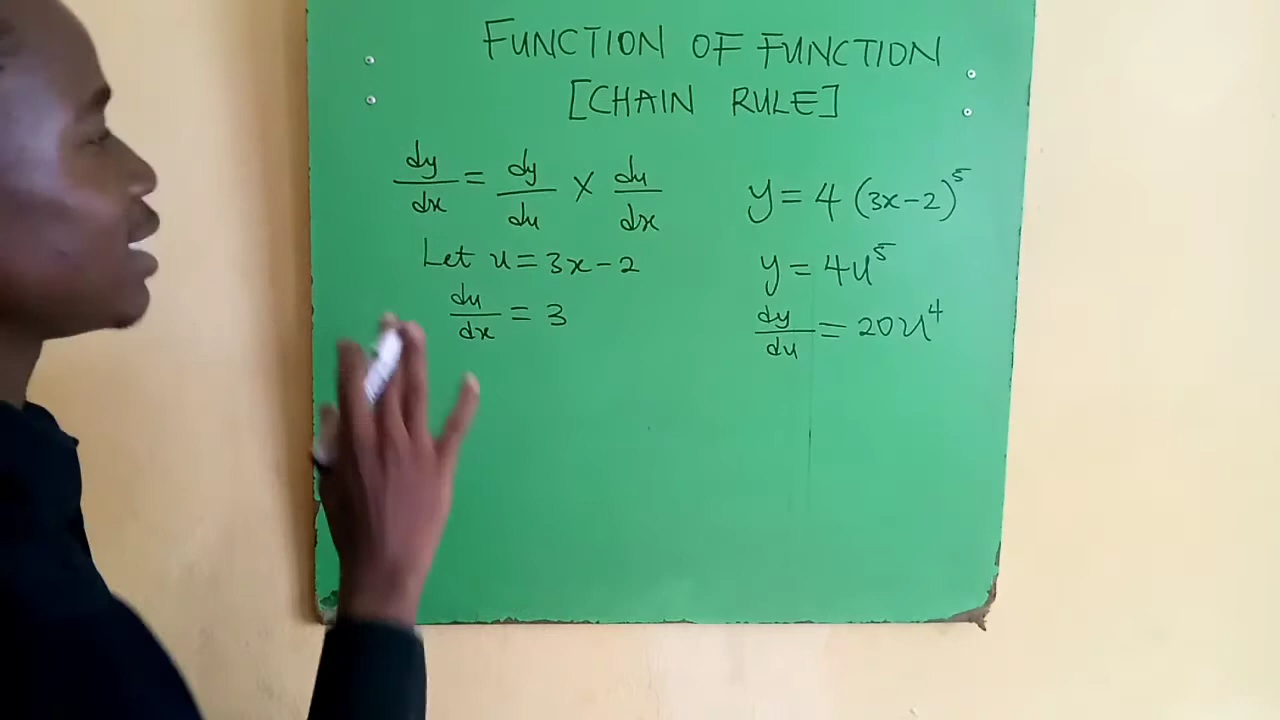 FUNCTION OF FUNCTION
[CHAIN RULE]
dy/dx = dy/du × du/dx
Let u = 3x - 2
du/dx = 3
y = 4(3x-2)^5
y = 4u^5
dy/du = 20u^4